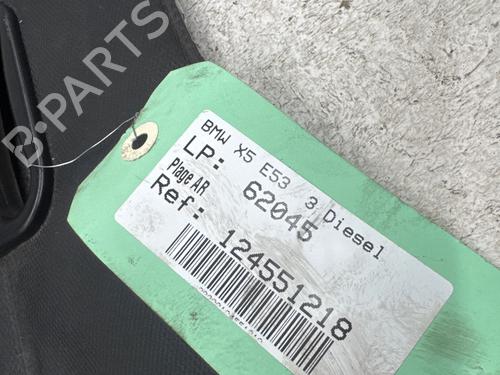 B-PARTS
BMW X5 E53 3 Diesel
LP: 62045
Plage AR
Ref: 124551218